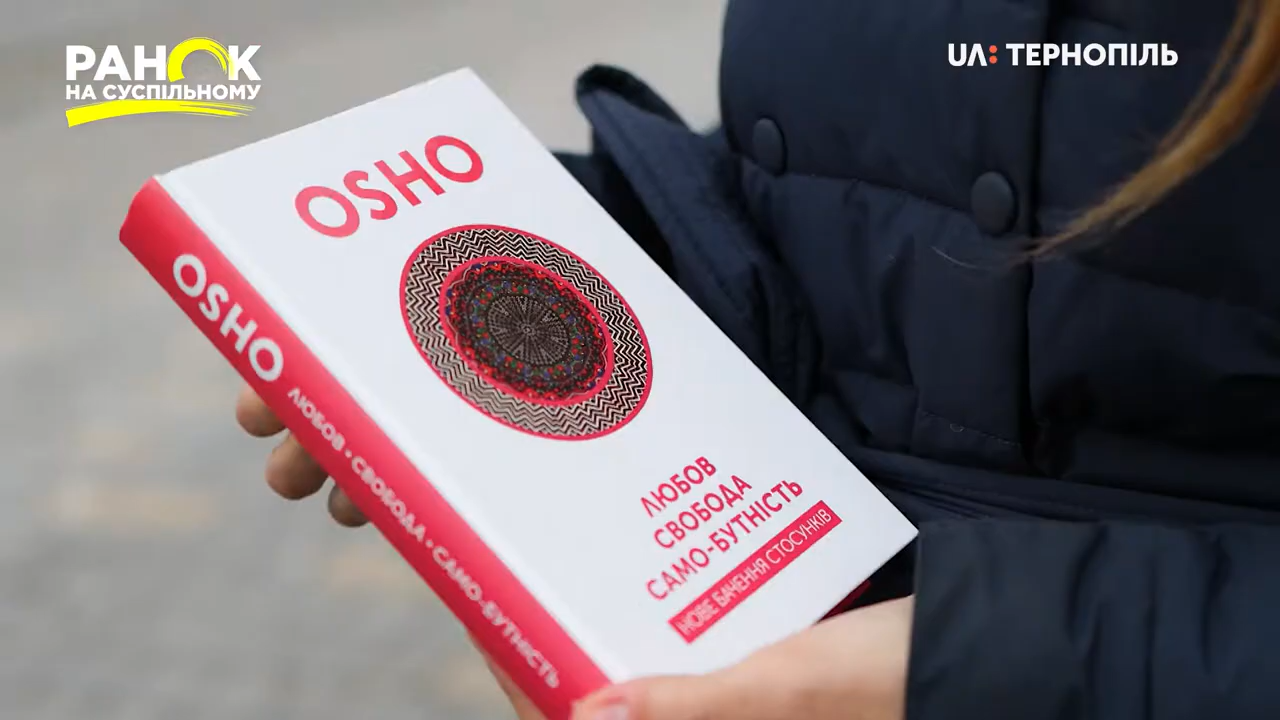 РАНОК
НА СУСПІЛЬНОМУ
UA: ТЕРНОПІЛЬ
OSHO
ЛЮБОВ
СВОБОДА
САМО-БУТНІСТЬ
НОВЕ БАЧЕННЯ СТОСУНКІВ
OSHO ЛЮБОВ • СВОБОДА • САМО-БУТНІСТЬ